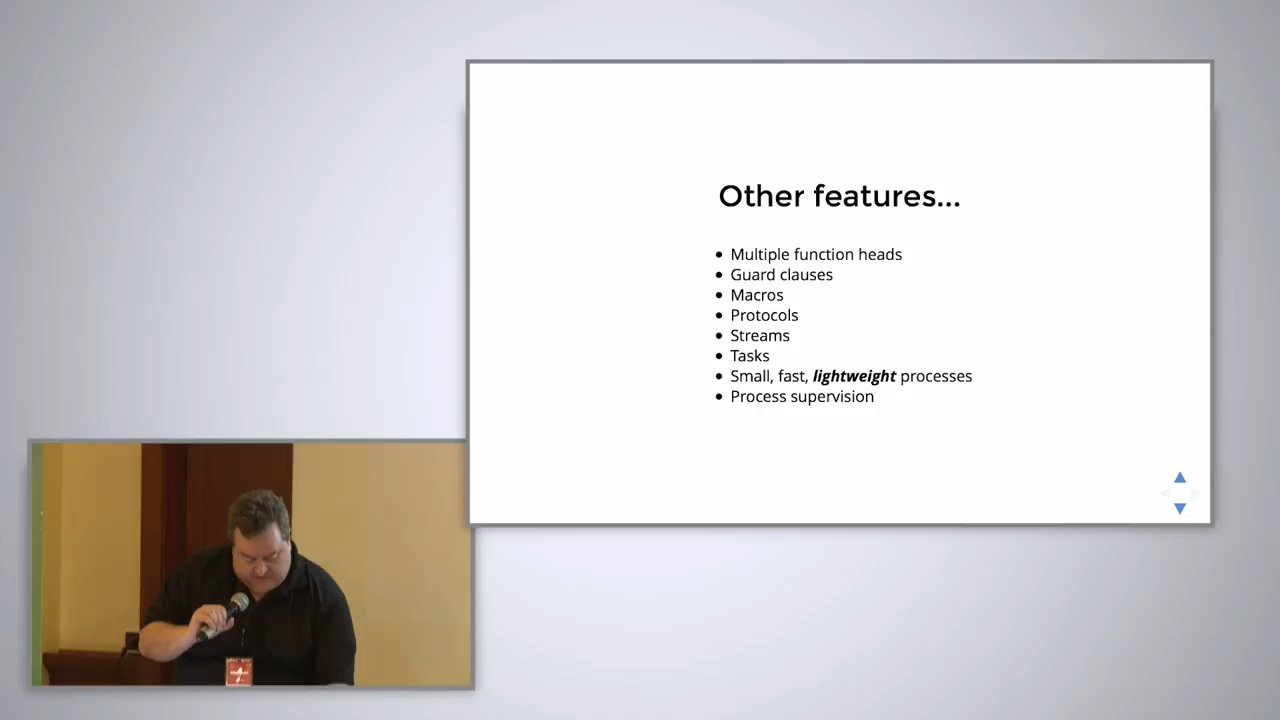 Other features...
Multiple function heads
Guard clauses
Macros
Protocols
Streams
Tasks
Small, fast, lightweight processes
Process supervision